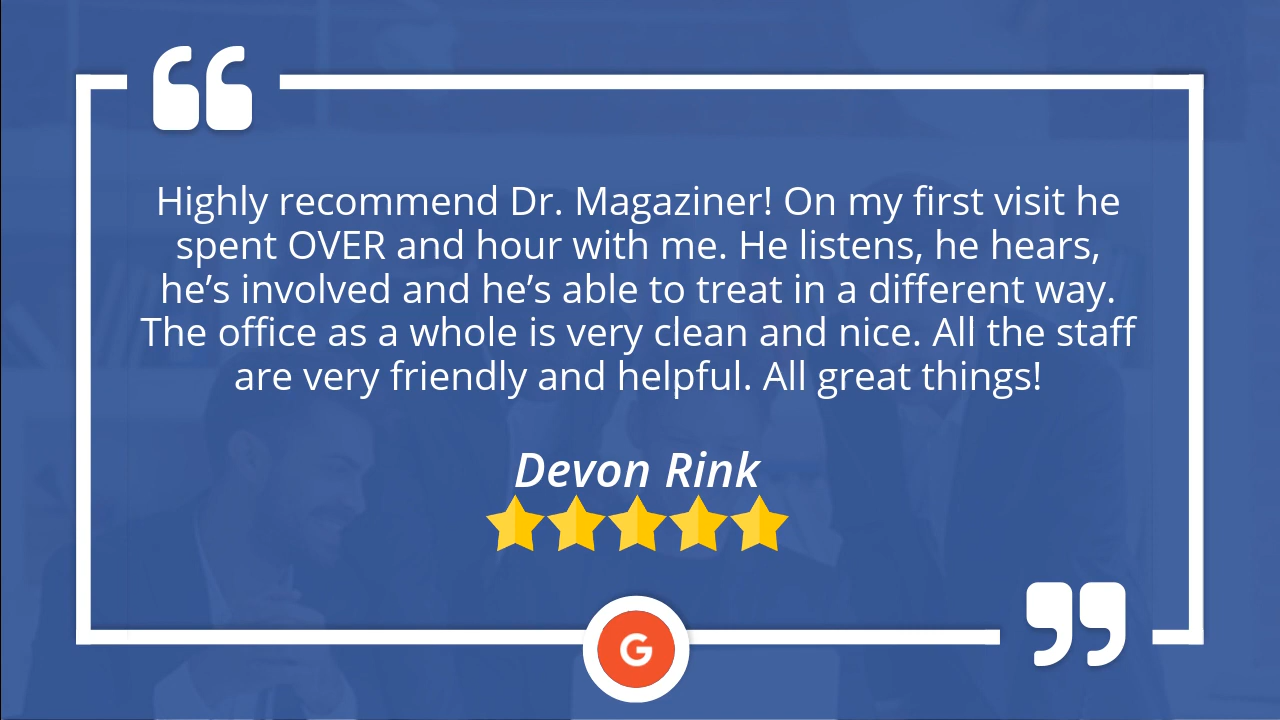 Highly recommend Dr. Magaziner! On my first visit he
spent OVER and hour with me. He listens, he hears,
he’s involved and he’s able to treat in a different way.
The office as a whole is very clean and nice. All the staff
are very friendly and helpful. All great things!
Devon Rink
G